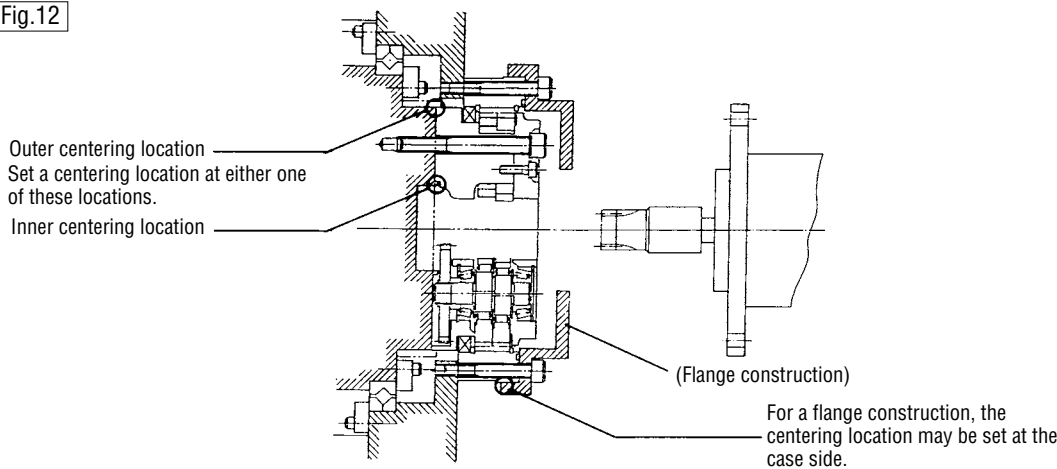 Fig.12
Outer centering location
Set a centering location at either one
of these locations.
Inner centering location
(Flange construction)
For a flange construction, the
centering location may be set at the
case side.